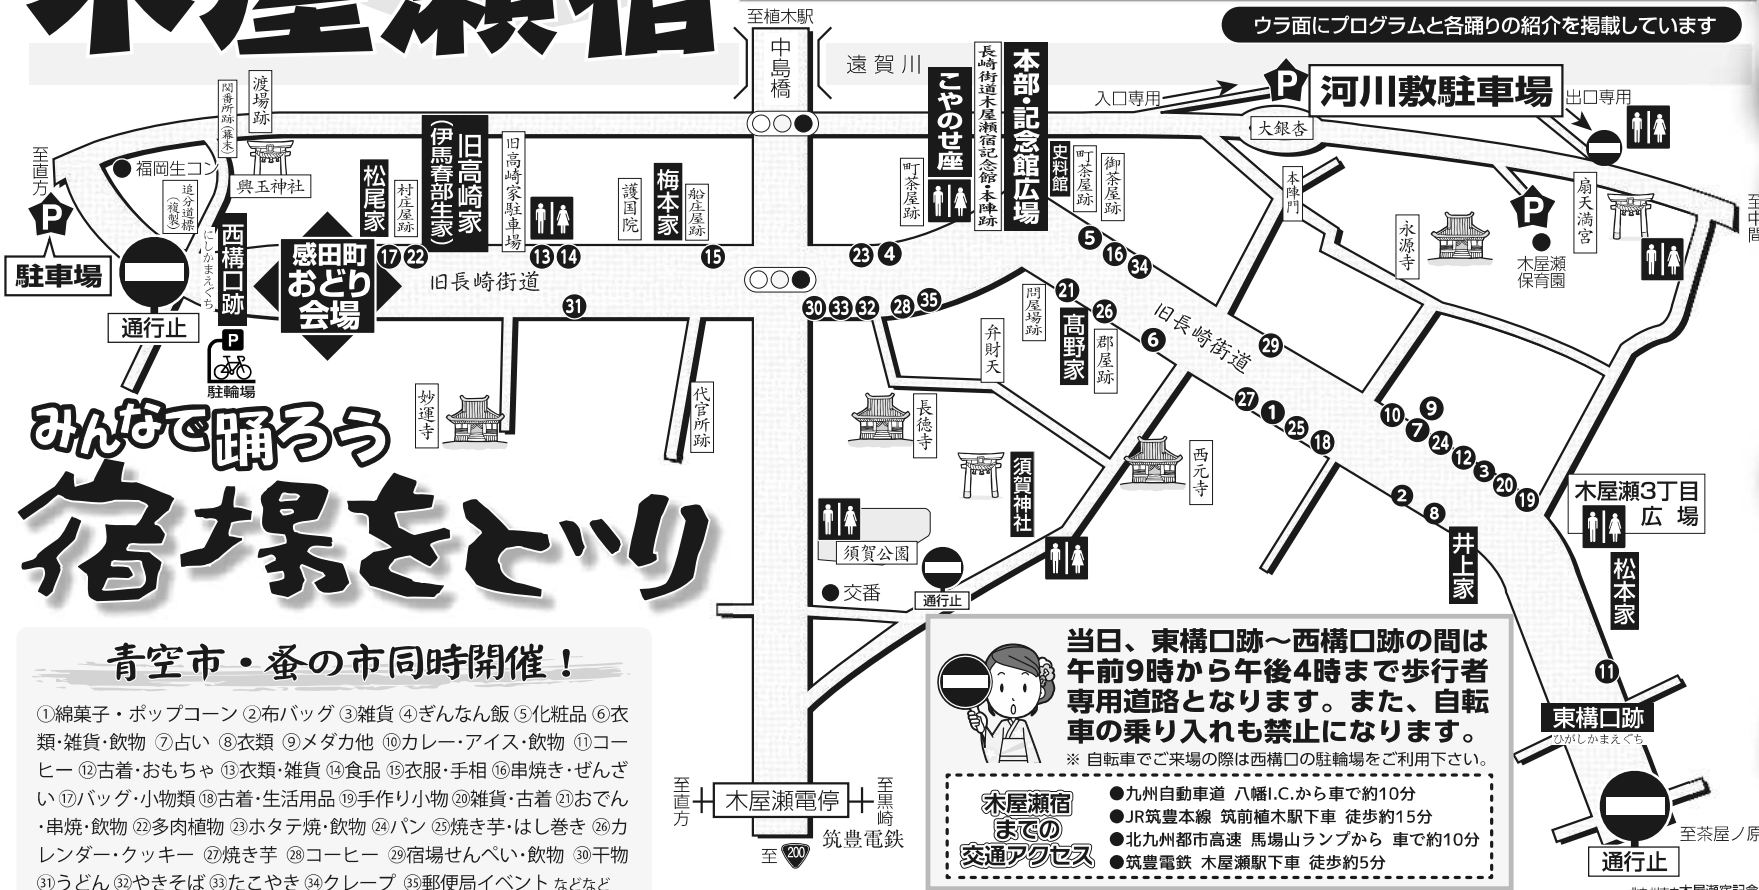 木屋瀬宿
ウラ面にプログラムと各踊りの紹介を掲載しています
至植木駅
中島橋
遠賀川
関番所跡(幕末)
渡場跡
興玉神社
至直方
福岡生コン
追分道標(複製)
P
駐車場
通行止
西構口跡
にしかまえぐち
P
駐輪場
感田町
おどり
会場
松尾家
村庄屋跡
旧高崎家
(伊馬春部生家)
旧高崎家駐車場
護国院
梅本家
船庄屋跡
旧長崎街道
⑰㉒
⑬⑭
⑮
㉛
町茶屋跡
こやのせ座
長崎街道木屋瀬宿記念館・本陣跡
本部・記念館広場
史料館
町茶屋跡
御茶屋跡
入口専用
P
河川敷駐車場
出口専用
大銀杏
本陣門
永源寺
P
木屋瀬
保育園
扇天満宮
至中間
㉓④
㉚㉝㉜㉘㉟
⑤⑯㉞
㉑㉖⑥
㉙
旧長崎街道
問屋場跡
髙野家
郡屋跡
弁財天
長徳寺
須賀神社
西元寺
妙運寺
代官所跡
㉗①㉕⑱
⑩⑨⑦㉔⑫③⑳⑲
②⑧
井上家
木屋瀬3丁目
広場
松本家
⑪
東構口跡
ひがしかまえぐち
通行止
至茶屋ノ原
須賀公園
交番
通行止
みんなで踊ろう
宿場をどり
青空市・蚤の市同時開催！
①綿菓子・ポップコーン ②布バッグ ③雑貨 ④ぎんなん飯 ⑤化粧品 ⑥衣
類・雑貨・飲物 ⑦占い ⑧衣類 ⑨メダカ他 ⑩カレー・アイス・飲物 ⑪コー
ヒー ⑫古着・おもちゃ ⑬衣類・雑貨 ⑭食品 ⑮衣服・手相 ⑯串焼き・ぜんざ
い ⑰バッグ・小物類 ⑱古着・生活用品 ⑲手作り小物 ⑳雑貨・古着 ㉑おでん
・串焼・飲物 ㉒多肉植物 ㉓ホタテ焼・飲物 ㉔パン ㉕焼き芋・はし巻き ㉖カ
レンダー・クッキー ㉗焼き芋 ㉘コーヒー ㉙宿場せんべい・飲物 ㉚干物
㉛うどん ㉜やきそば ㉝たこやき ㉞クレープ ㉟郵便局イベント などなど
至直方
木屋瀬電停
至黒崎
筑豊電鉄
至 200
当日、東構口跡～西構口跡の間は
午前9時から午後4時まで歩行者
専用道路となります。また、自転
車の乗り入れも禁止になります。
※ 自転車でご来場の際は西構口の駐輪場をご利用下さい。
木屋瀬宿
までの
交通アクセス
●九州自動車道 八幡I.C.から車で約10分
●JR筑豊本線 筑前植木駅下車 徒歩約15分
●北九州都市高速 馬場山ランプから 車で約10分
●筑豊電鉄 木屋瀬駅下車 徒歩約5分